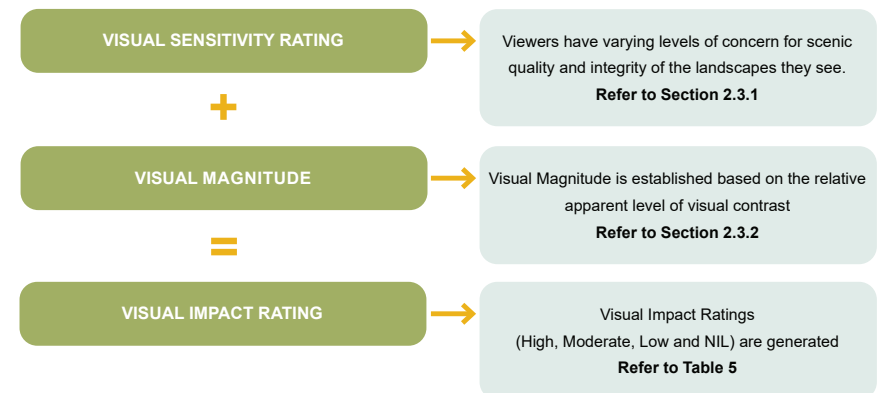 VISUAL SENSITIVITY RATING
Viewers have varying levels of concern for scenic
quality and integrity of the landscapes they see.
Refer to Section 2.3.1
+
VISUAL MAGNITUDE
Visual Magnitude is established based on the relative
apparent level of visual contrast
Refer to Section 2.3.2
=
VISUAL IMPACT RATING
Visual Impact Ratings
(High, Moderate, Low and NIL) are generated
Refer to Table 5